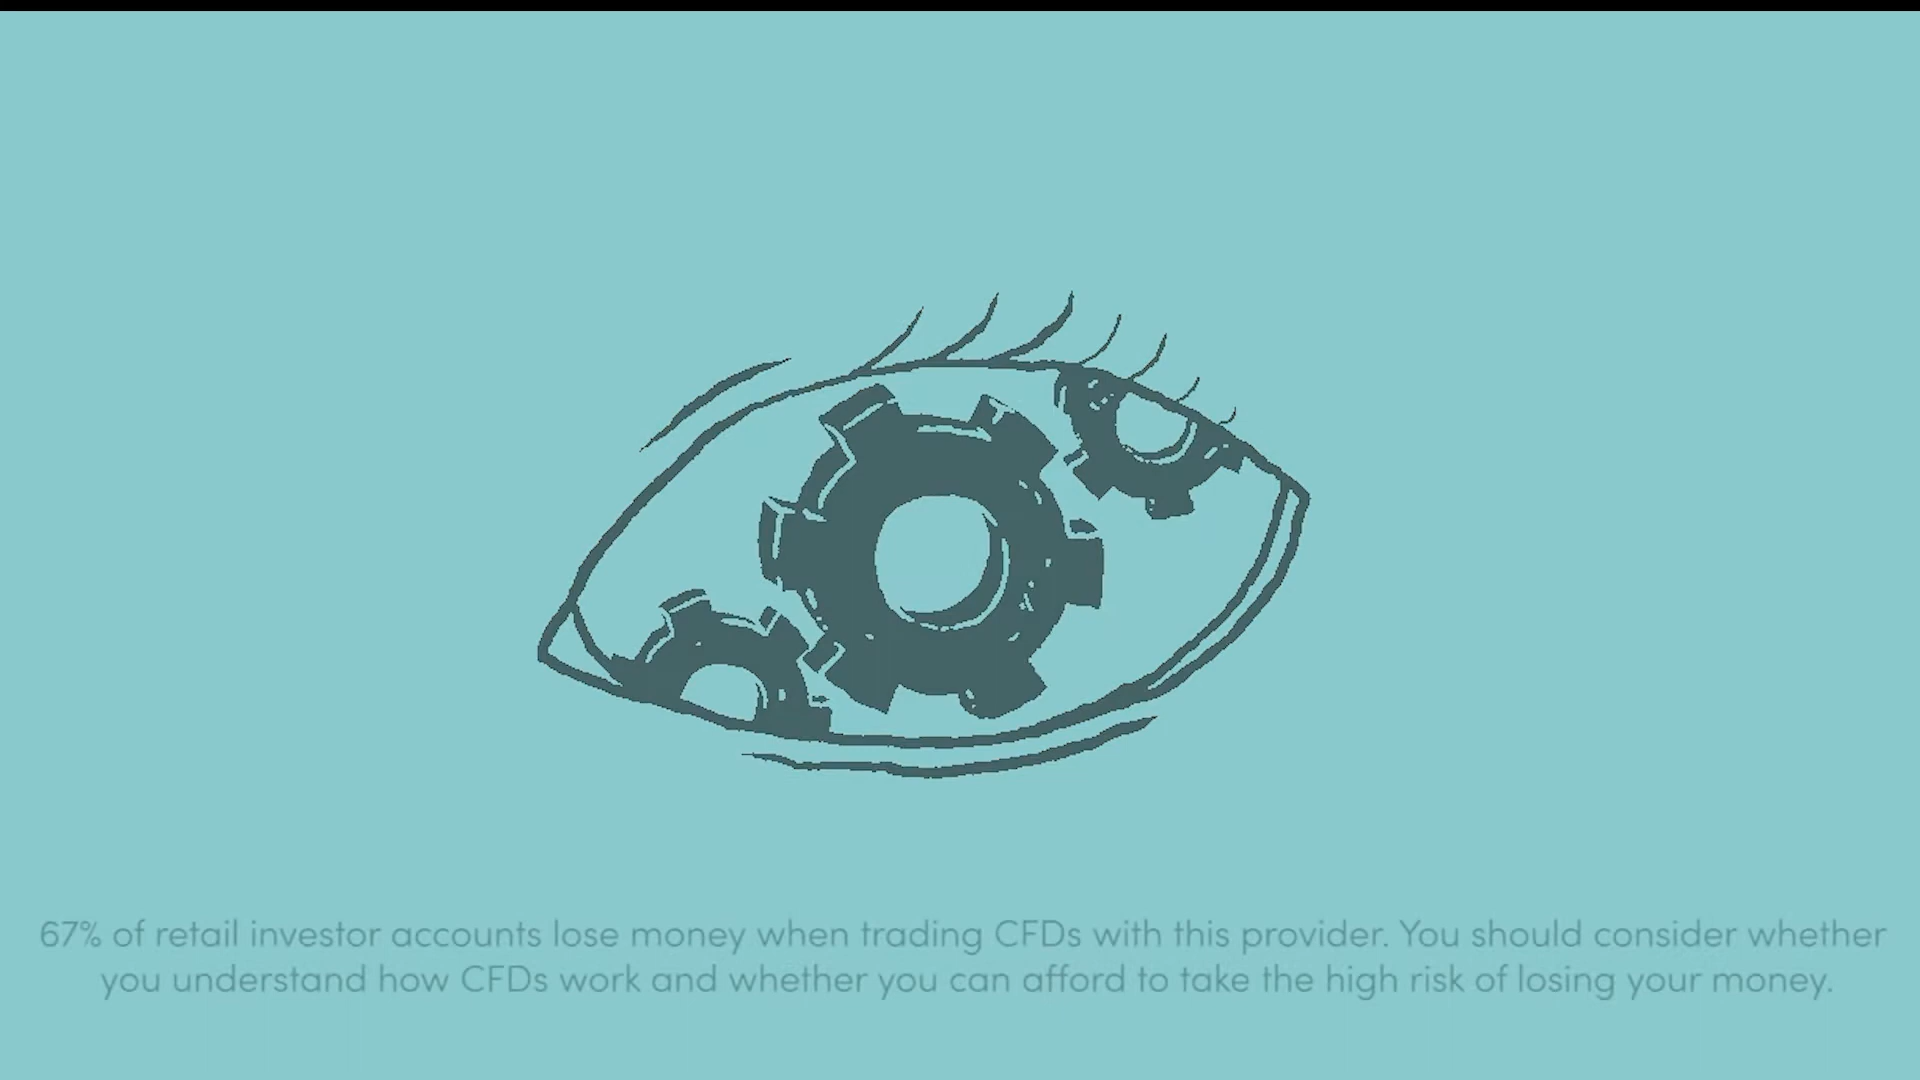 67% of retail investor accounts lose money when trading CFDs with this provider. You should consider whether
you understand how CFDs work and whether you can afford to take the high risk of losing your money.